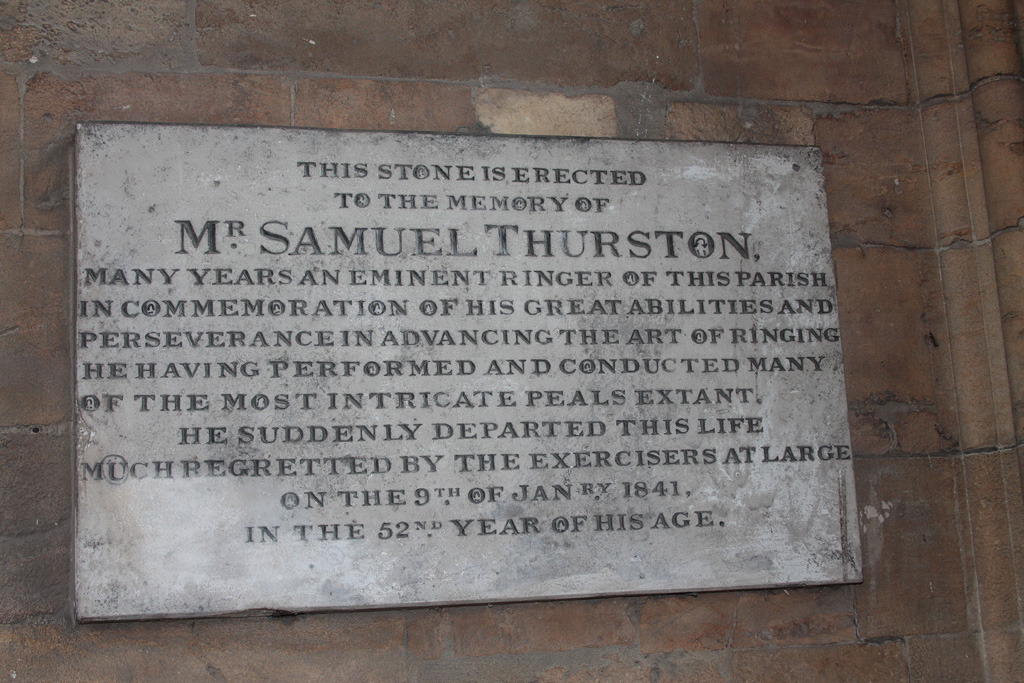 THIS STONE IS ERECTED
TO THE MEMORY OF
MR. SAMUEL THURSTON,
MANY YEARS AN EMINENT RINGER OF THIS PARISH
IN COMMEMORATION OF HIS GREAT ABILITIES AND
PERSEVERANCE IN ADVANCING THE ART OF RINGING
HE HAVING PERFORMED AND CONDUCTED MANY
OF THE MOST INTRICATE PEALS EXTANT.
HE SUDDENLY DEPARTED THIS LIFE
MUCH REGRETTED BY THE EXERCISERS AT LARGE
ON THE 9TH. OF JANRY. 1841,
IN THE 52ND. YEAR OF HIS AGE.